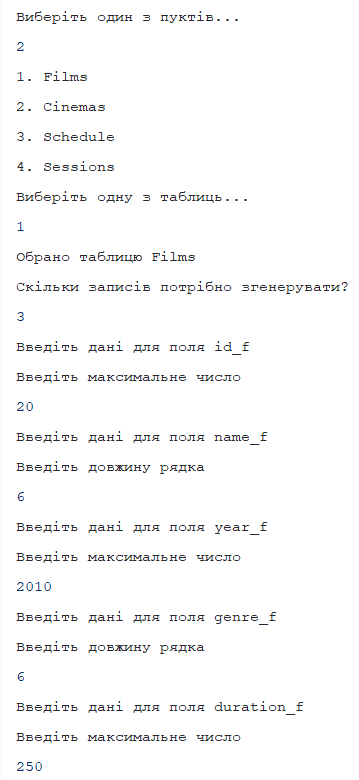 Виберіть один з пуктів...
2
1. Films
2. Cinemas
3. Schedule
4. Sessions
Виберіть одну з таблиць...
1
Обрано таблицю Films
Скільки записів потрібно згенерувати?
3
Введіть дані для поля id_f
Введіть максимальне число
20
Введіть дані для поля name_f
Введіть довжину рядка
6
Введіть дані для поля year_f
Введіть максимальне число
2010
Введіть дані для поля genre_f
Введіть довжину рядка
6
Введіть дані для поля duration_f
Введіть максимальне число
250